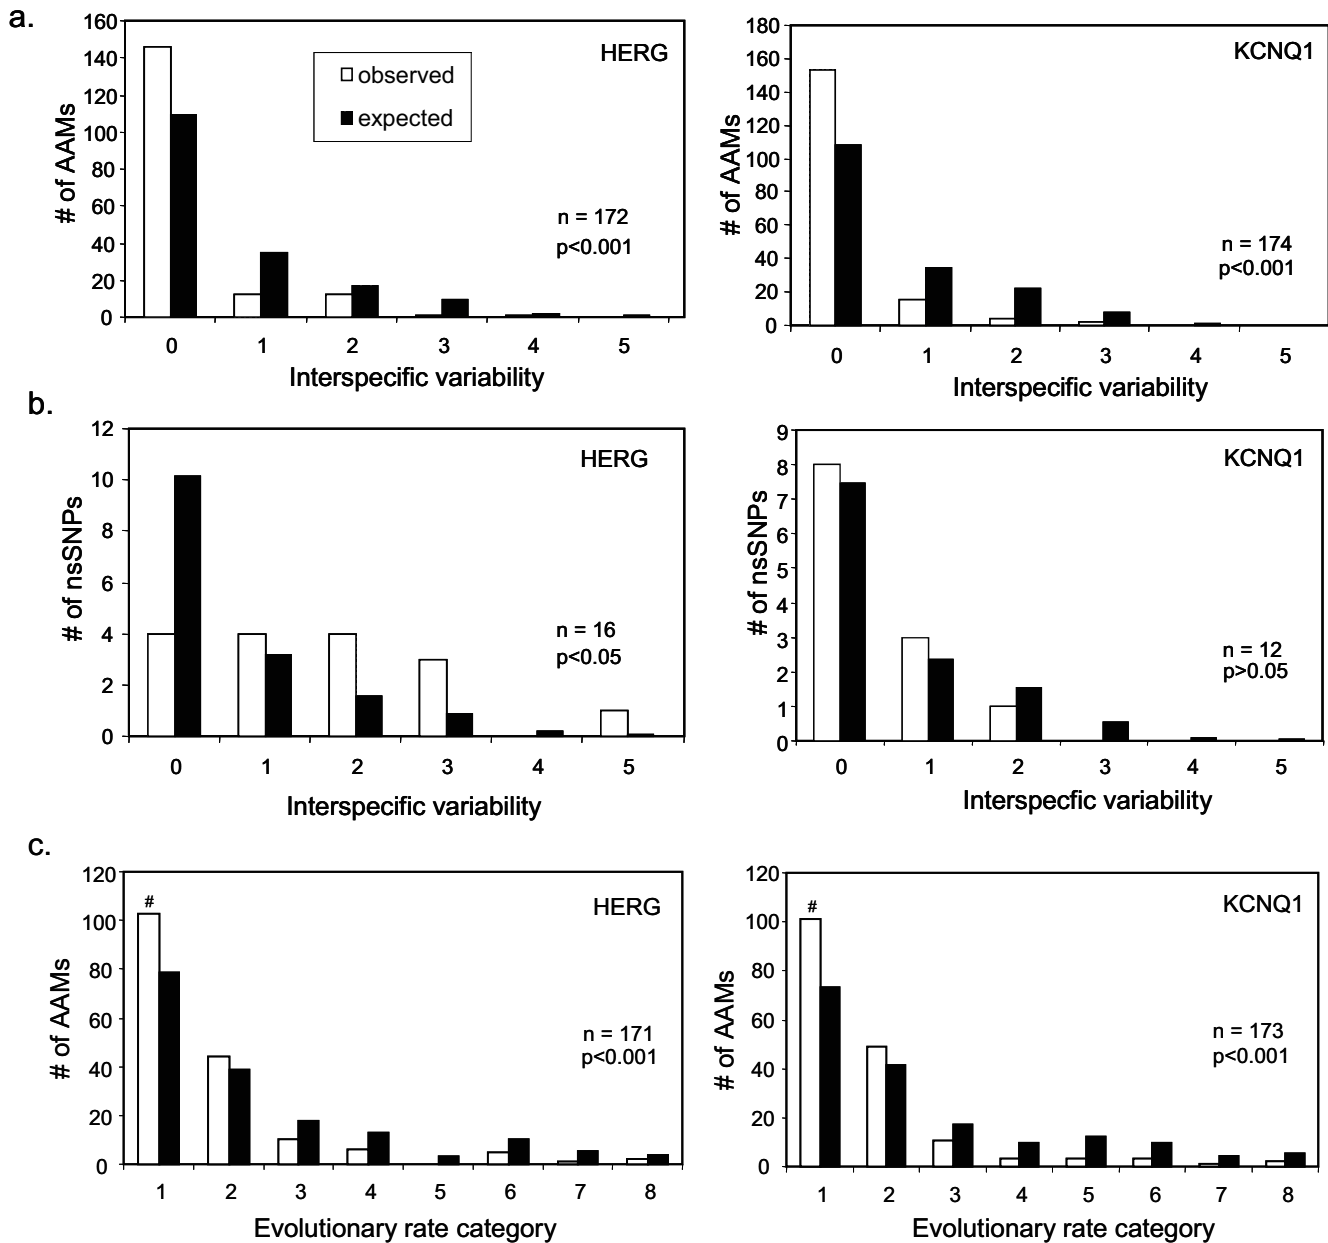 a.
160
140
120
100
80
60
40
20
0
# of AAMs
HERG
observed
expected
n = 172
p<0.001
0 1 2 3 4 5
Interspecific variability
180
160
140
120
100
80
60
40
20
0
# of AAMs
KCNQ1
n = 174
p<0.001
0 1 2 3 4 5
Interspecific variability
b.
12
10
8
6
4
2
0
# of nsSNPs
HERG
n = 16
p<0.05
0 1 2 3 4 5
Interspecific variability
9
8
7
6
5
4
3
2
1
0
# of nsSNPs
KCNQ1
n = 12
p>0.05
0 1 2 3 4 5
Interspecfic variability
c.
120
100
80
60
40
20
0
# of AAMs
#
HERG
n = 171
p<0.001
1 2 3 4 5 6 7 8
Evolutionary rate category
120
100
80
60
40
20
0
# of AAMs
#
KCNQ1
n = 173
p<0.001
1 2 3 4 5 6 7 8
Evolutionary rate category